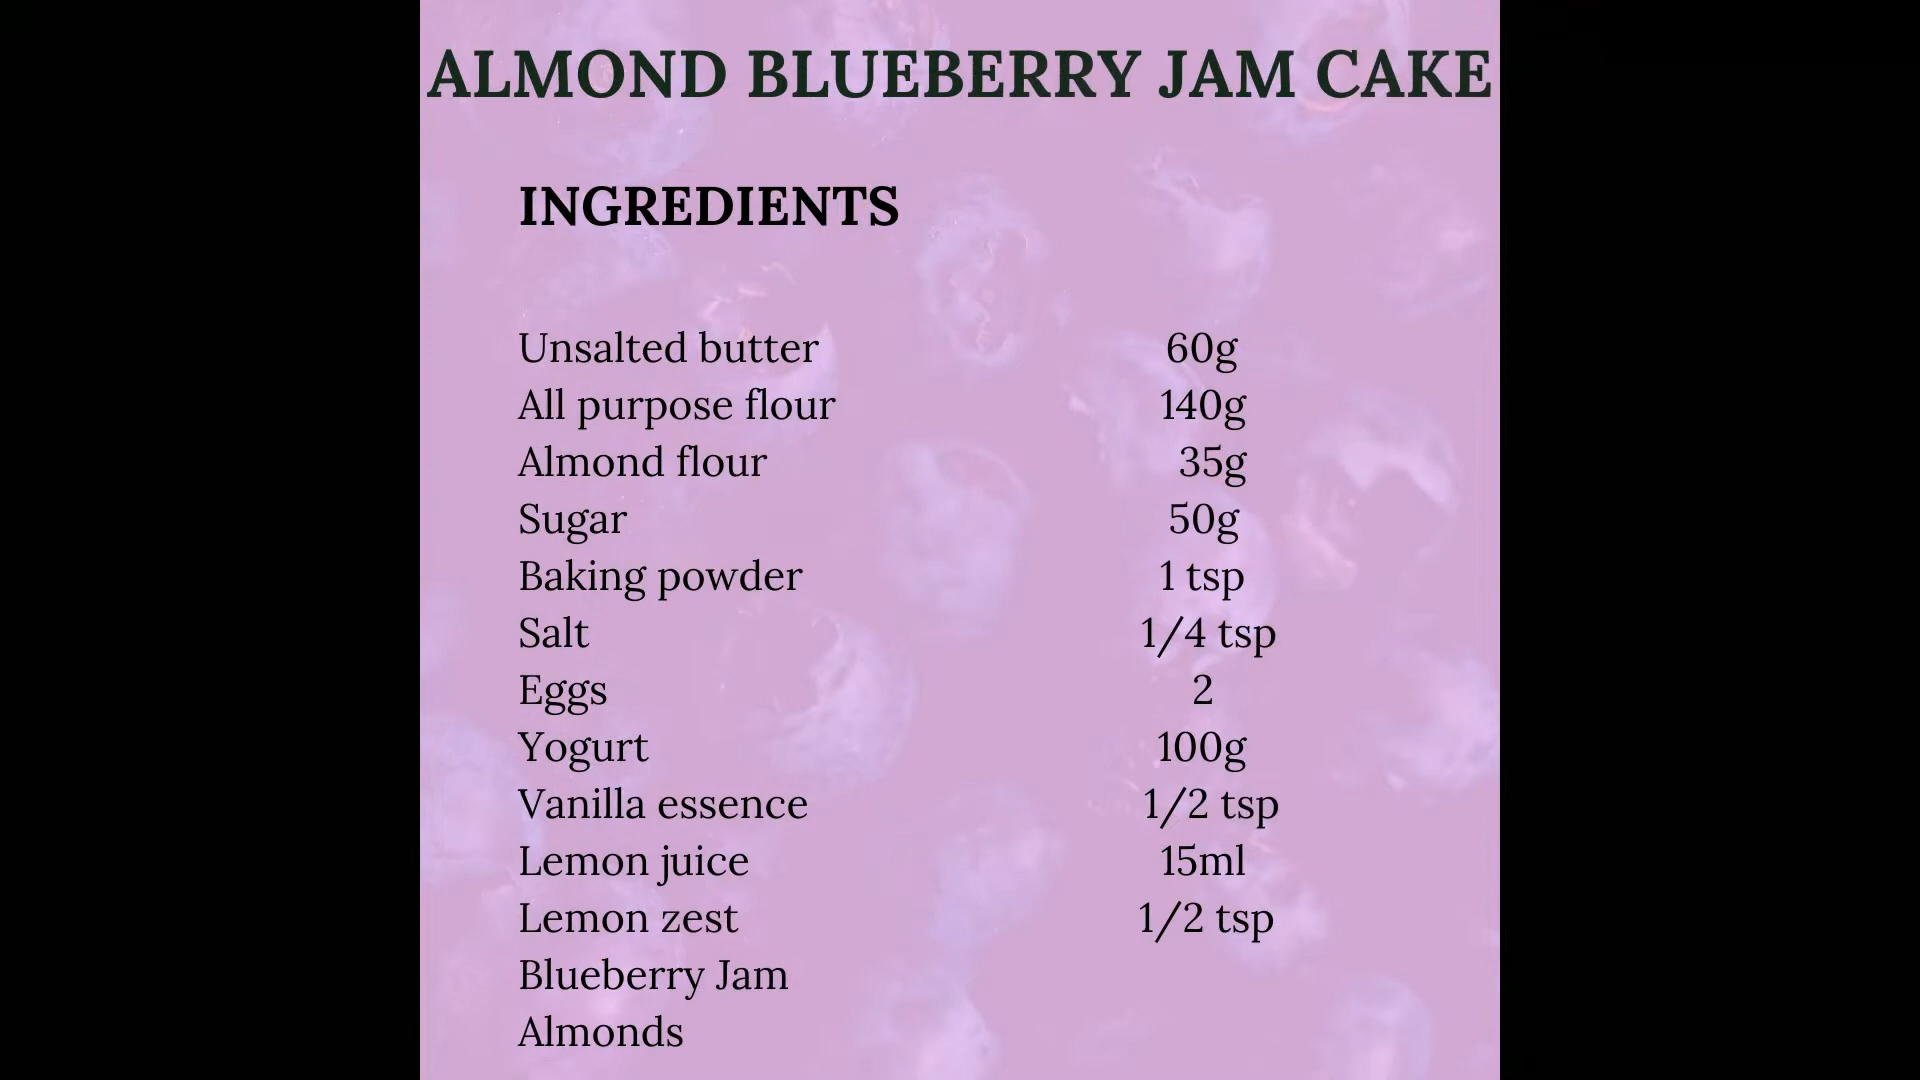 ALMOND BLUEBERRY JAM CAKE
INGREDIENTS
Unsalted butter 60g
All purpose flour 140g
Almond flour 35g
Sugar 50g
Baking powder 1 tsp
Salt 1/4 tsp
Eggs 2
Yogurt 100g
Vanilla essence 1/2 tsp
Lemon juice 15ml
Lemon zest 1/2 tsp
Blueberry Jam
Almonds